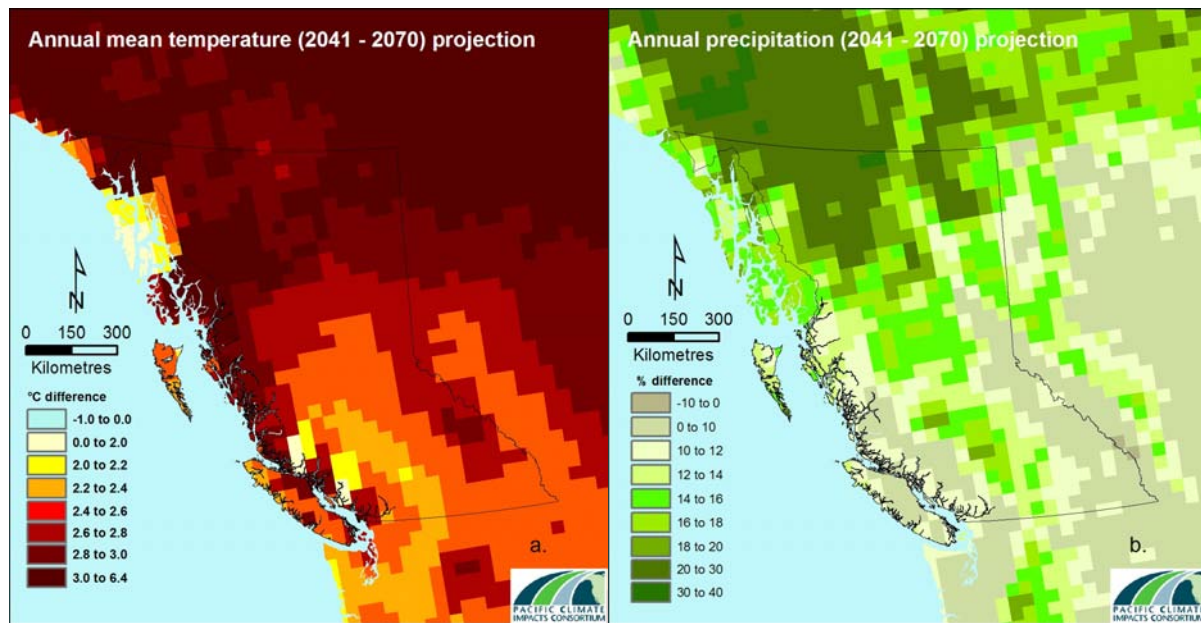 Annual mean temperature (2041 - 2070) projection
N
0 150 300
Kilometres
°C difference
-1.0 to 0.0
0.0 to 2.0
2.0 to 2.2
2.2 to 2.4
2.4 to 2.6
2.6 to 2.8
2.8 to 3.0
3.0 to 6.4
a.
PACIFIC CLIMATE
IMPACTS CONSORTIUM
Annual precipitation (2041 - 2070) projection
N
0 150 300
Kilometres
% difference
-10 to 0
0 to 10
10 to 12
12 to 14
14 to 16
16 to 18
18 to 20
20 to 30
30 to 40
b.
PACIFIC CLIMATE
IMPACTS CONSORTIUM